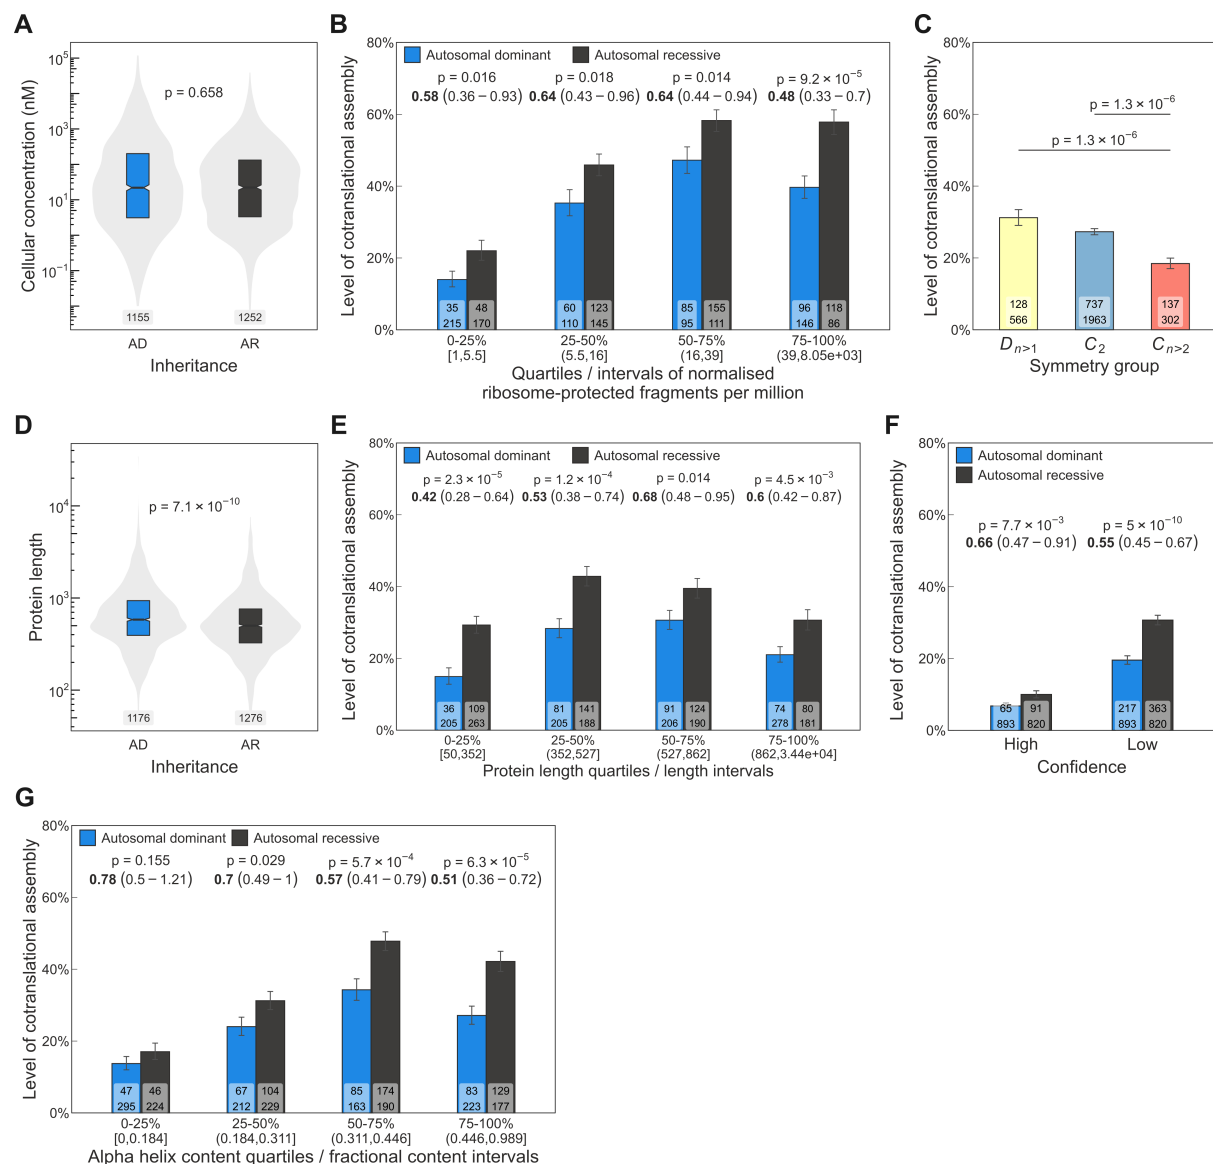 A
Cellular concentration (nM)
10^5
10^3
10^1
10^−1
p = 0.658
1155
1252
AD
AR
Inheritance
B
Level of cotranslational assembly
80%
60%
40%
20%
0%
Autosomal dominant
Autosomal recessive
p = 0.016
p = 0.018
p = 0.014
p = 9.2 × 10^−5
0.58 (0.36 − 0.93)
0.64 (0.43 − 0.96)
0.64 (0.44 − 0.94)
0.48 (0.33 − 0.7)
35 48 60 123 85 155 96 118
215 170 110 145 95 111 146 86
0-25% 25-50% 50-75% 75-100%
[1,5.5] (5.5,16] (16,39] (39,8.05e+03]
Quartiles / intervals of normalised
ribosome-protected fragments per million
C
Level of cotranslational assembly
80%
60%
40%
20%
0%
p = 1.3 × 10^−6
p = 1.3 × 10^−6
128 737 137
566 1963 302
D_n>1 C_2 C_n>2
Symmetry group
D
Protein length
10^4
10^3
10^2
p = 7.1 × 10^−10
1176
1276
AD
AR
Inheritance
E
Level of cotranslational assembly
80%
60%
40%
20%
0%
Autosomal dominant
Autosomal recessive
p = 2.3 × 10^−5
p = 1.2 × 10^−4
p = 0.014
p = 4.5 × 10^−3
0.42 (0.28 − 0.64)
0.53 (0.38 − 0.74)
0.68 (0.48 − 0.95)
0.6 (0.42 − 0.87)
36 109 81 141 91 124 74 80
205 263 205 188 206 190 278 181
0-25% 25-50% 50-75% 75-100%
[50,352] (352,527] (527,862] (862,3.44e+04]
Protein length quartiles / length intervals
F
Level of cotranslational assembly
80%
60%
40%
20%
0%
Autosomal dominant
Autosomal recessive
p = 7.7 × 10^−3
p = 5 × 10^−10
0.66 (0.47 − 0.91)
0.55 (0.45 − 0.67)
65 91 217 363
893 820 893 820
High Low
Confidence
G
Level of cotranslational assembly
80%
60%
40%
20%
0%
Autosomal dominant
Autosomal recessive
p = 0.155
p = 0.029
p = 5.7 × 10^−4
p = 6.3 × 10^−5
0.78 (0.5 − 1.21)
0.7 (0.49 − 1)
0.57 (0.41 − 0.79)
0.51 (0.36 − 0.72)
47 46 67 104 85 174 83 129
295 224 212 229 163 190 223 177
0-25% 25-50% 50-75% 75-100%
[0,0.184] (0.184,0.311] (0.311,0.446] (0.446,0.989]
Alpha helix content quartiles / fractional content intervals